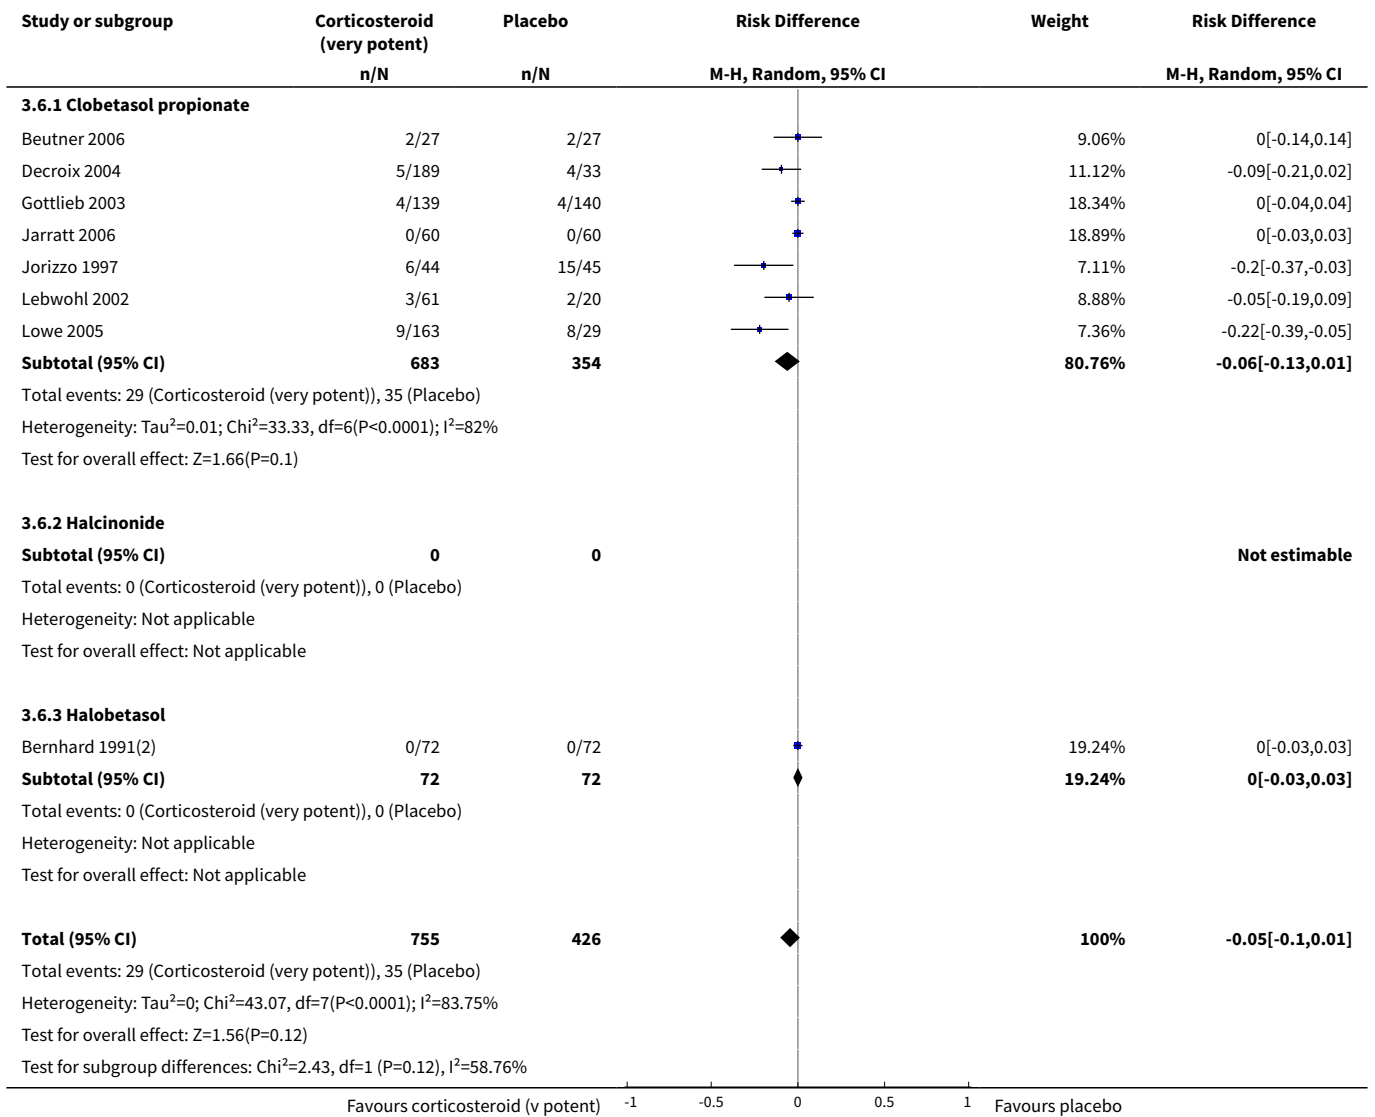 Study or subgroup Corticosteroid (very potent) Placebo Risk Difference Weight Risk Difference
n/N n/N M-H, Random, 95% CI M-H, Random, 95% CI
3.6.1 Clobetasol propionate
Beutner 2006 2/27 2/27 9.06% 0[-0.14,0.14]
Decroix 2004 5/189 4/33 11.12% -0.09[-0.21,0.02]
Gottlieb 2003 4/139 4/140 18.34% 0[-0.04,0.04]
Jarratt 2006 0/60 0/60 18.89% 0[-0.03,0.03]
Jorizzo 1997 6/44 15/45 7.11% -0.2[-0.37,-0.03]
Lebwohl 2002 3/61 2/20 8.88% -0.05[-0.19,0.09]
Lowe 2005 9/163 8/29 7.36% -0.22[-0.39,-0.05]
Subtotal (95% CI) 683 354 80.76% -0.06[-0.13,0.01]
Total events: 29 (Corticosteroid (very potent)), 35 (Placebo)
Heterogeneity: Tau²=0.01; Chi²=33.33, df=6(P<0.0001); I²=82%
Test for overall effect: Z=1.66(P=0.1)
3.6.2 Halcinonide
Subtotal (95% CI) 0 0 Not estimable
Total events: 0 (Corticosteroid (very potent)), 0 (Placebo)
Heterogeneity: Not applicable
Test for overall effect: Not applicable
3.6.3 Halobetasol
Bernhard 1991(2) 0/72 0/72 19.24% 0[-0.03,0.03]
Subtotal (95% CI) 72 72 19.24% 0[-0.03,0.03]
Total events: 0 (Corticosteroid (very potent)), 0 (Placebo)
Heterogeneity: Not applicable
Test for overall effect: Not applicable
Total (95% CI) 755 426 100% -0.05[-0.1,0.01]
Total events: 29 (Corticosteroid (very potent)), 35 (Placebo)
Heterogeneity: Tau²=0; Chi²=43.07, df=7(P<0.0001); I²=83.75%
Test for overall effect: Z=1.56(P=0.12)
Test for subgroup differences: Chi²=2.43, df=1 (P=0.12), I²=58.76%
Favours corticosteroid (v potent) -1 -0.5 0 0.5 1 Favours placebo